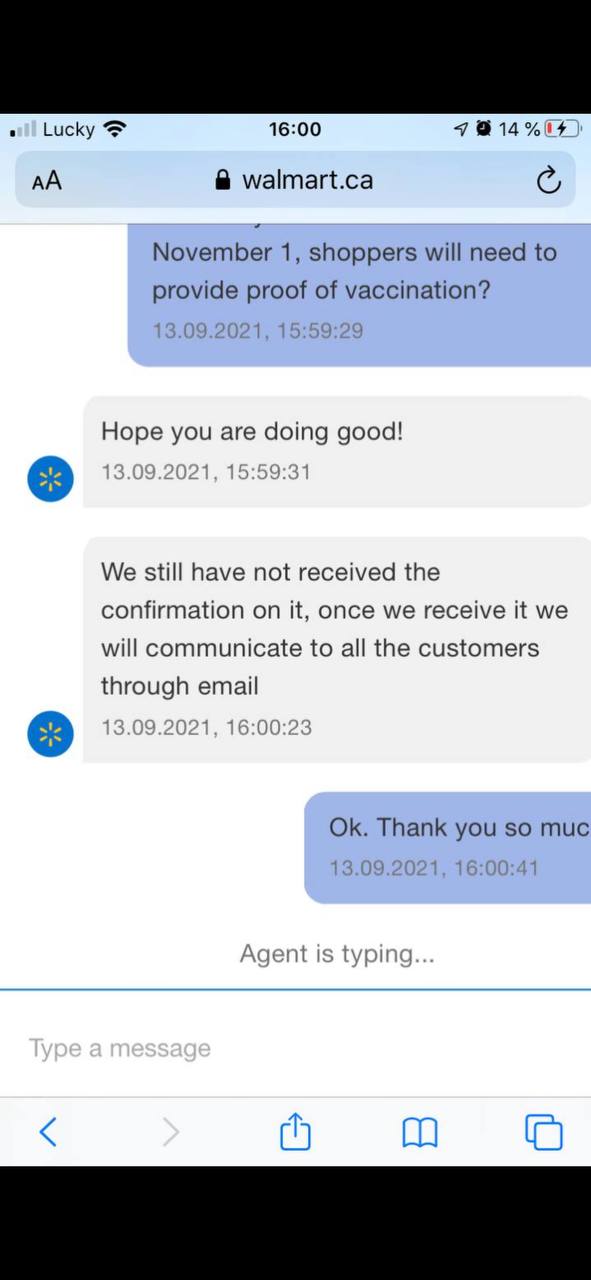 Lucky 16:00 14 %
AA walmart.ca
November 1, shoppers will need to
provide proof of vaccination?
13.09.2021, 15:59:29
Hope you are doing good!
13.09.2021, 15:59:31
We still have not received the
confirmation on it, once we receive it we
will communicate to all the customers
through email
13.09.2021, 16:00:23
Ok. Thank you so muc
13.09.2021, 16:00:41
Agent is typing...
Type a message